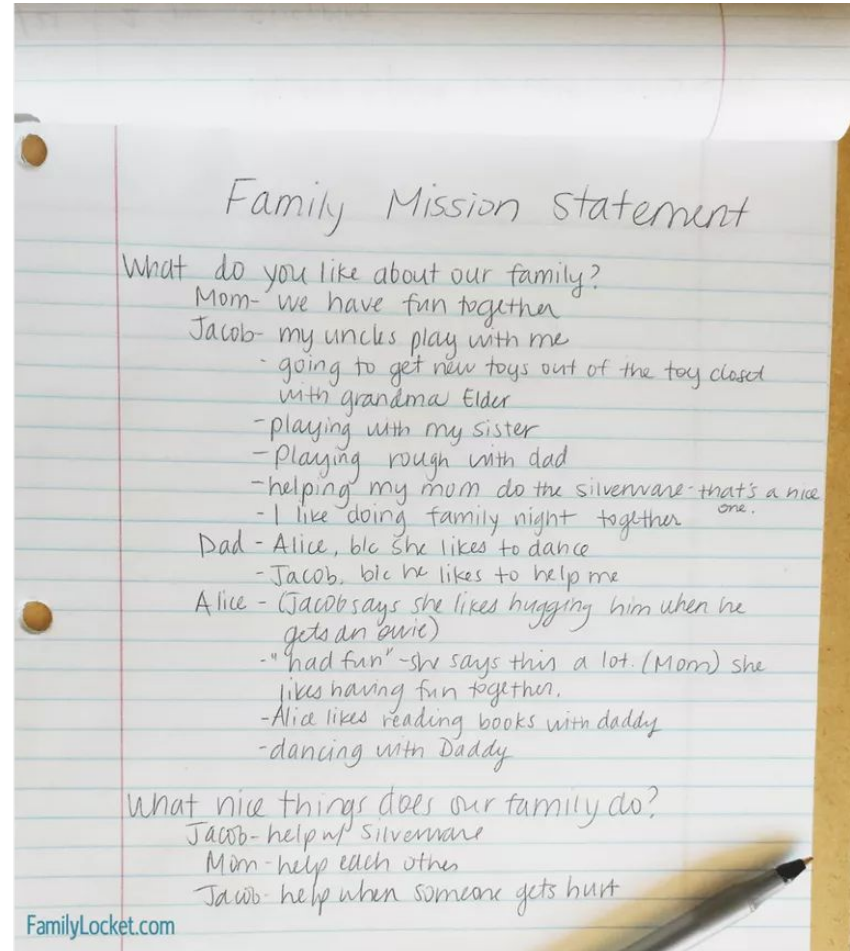 Family Mission Statement
What do you like about our family?
Mom- we have fun together
Jacob- my uncles play with me
- going to get new toys out of the toy closet
with grandma Elder
- playing with my sister
- Playing rough with dad
- helping my mom do the silverware - that's a nice
one.
- I like doing family night together
Dad - Alice, b/c she likes to dance
- Jacob, b/c he likes to help me
Alice - (Jacob says she likes hugging him when he
gets an owie)
- "had fun" - she says this a lot. (Mom) she
likes having fun together.
- Alice likes reading books with daddy
- dancing with Daddy
What nice things does our family do?
Jacob- help w/ silverware
Mom- help each other
Jacob- help when someone gets hurt
FamilyLocket.com